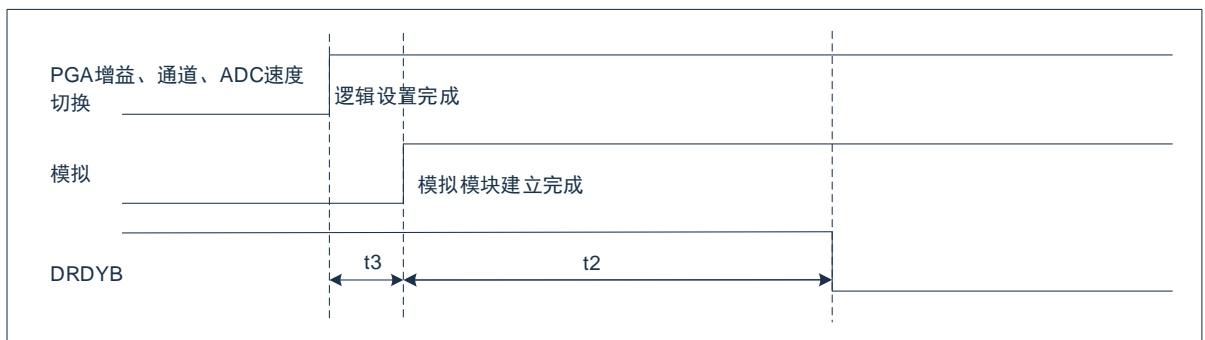 PGA增益、通道、ADC速度
切换
逻辑设置完成
模拟
模拟模块建立完成
DRDYB
t3
t2